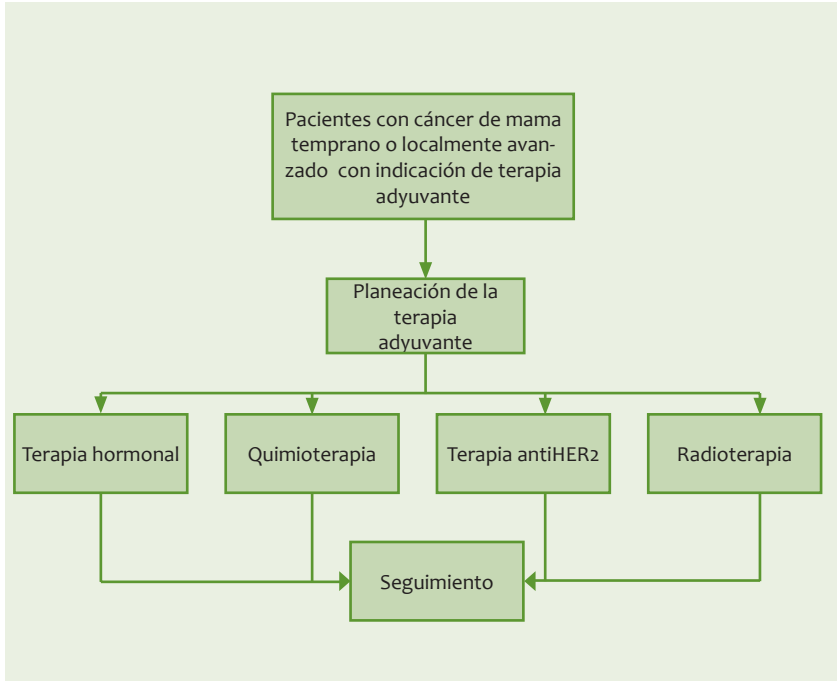 Pacientes con cáncer de mama
temprano o localmente avan-
zado con indicación de terapia
adyuvante
Planeación de la
terapia
adyuvante
Terapia hormonal
Quimioterapia
Terapia antiHER2
Radioterapia
Seguimiento